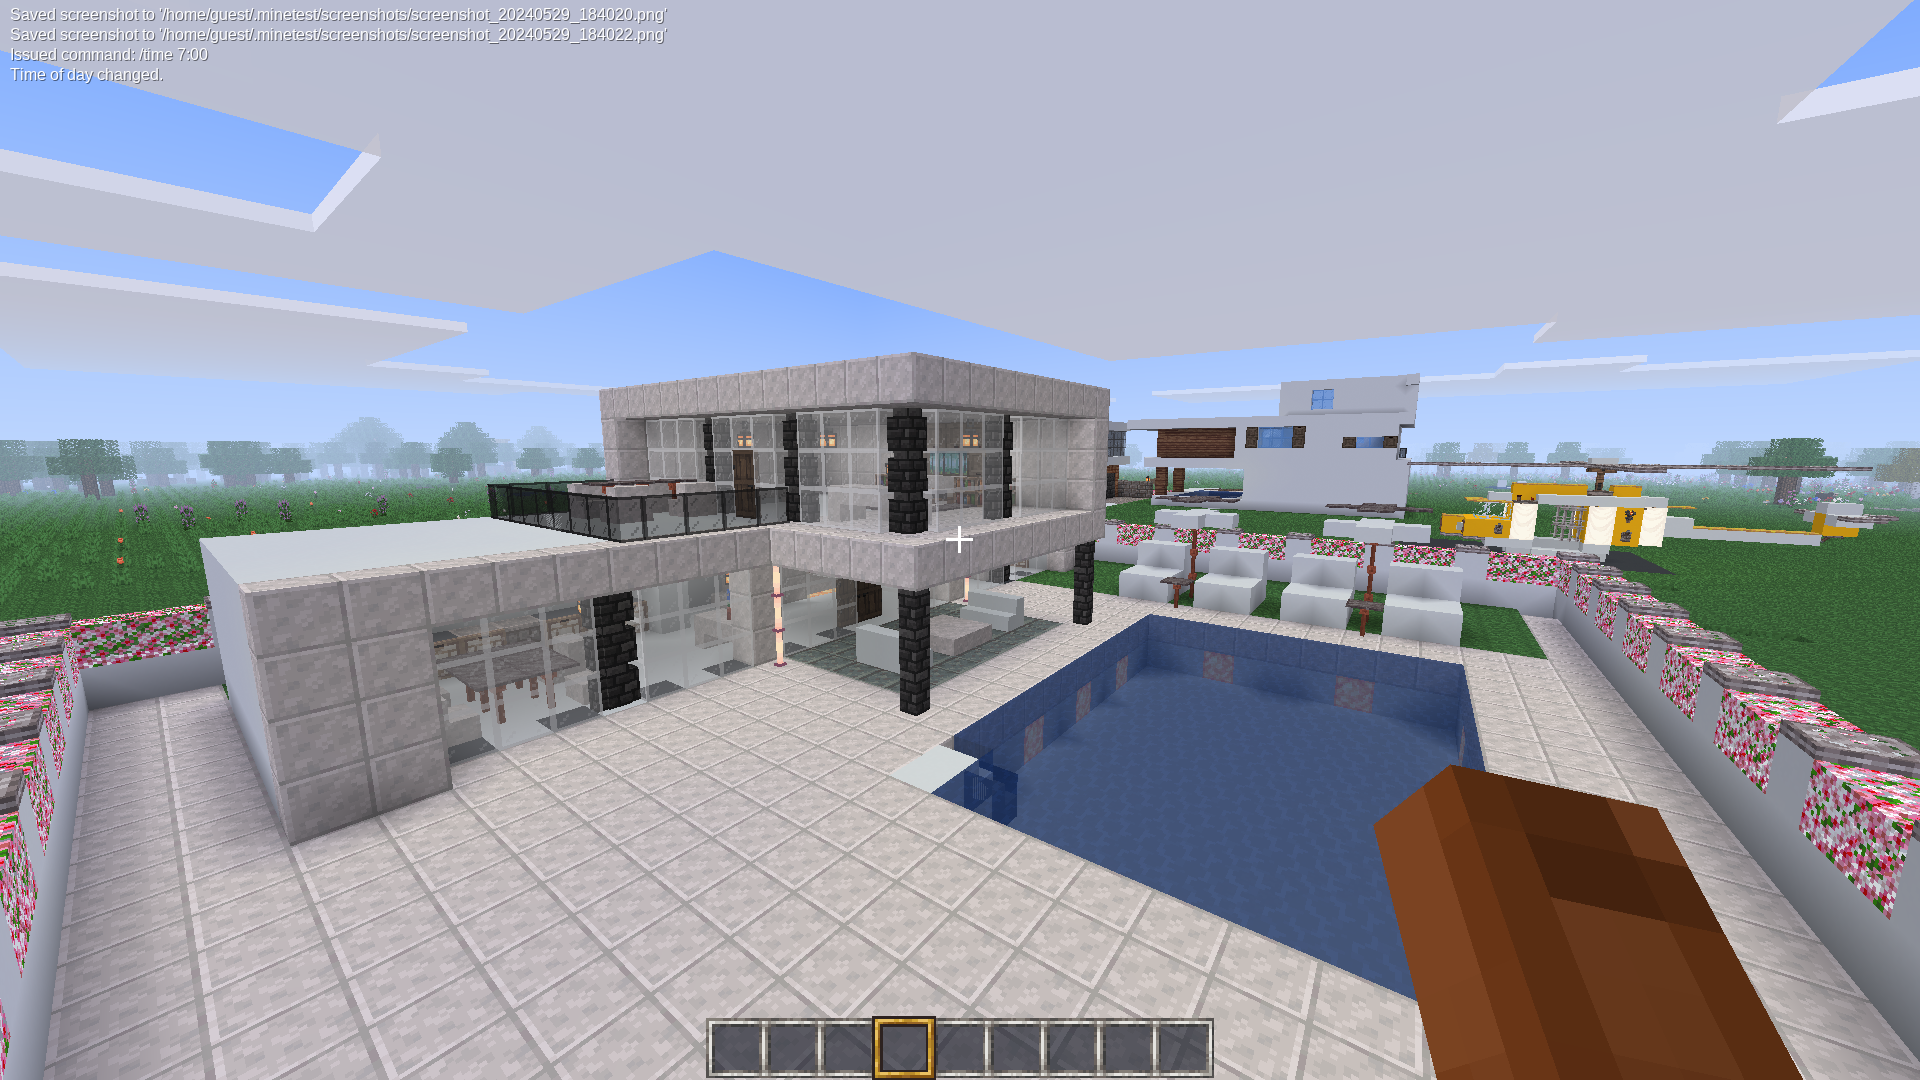 Saved screenshot to '/home/guest/.minetest/screenshots/screenshot_20240529_184020.png'
Saved screenshot to '/home/guest/.minetest/screenshots/screenshot_20240529_184022.png'
Issued command: /time 7:00
Time of day changed.